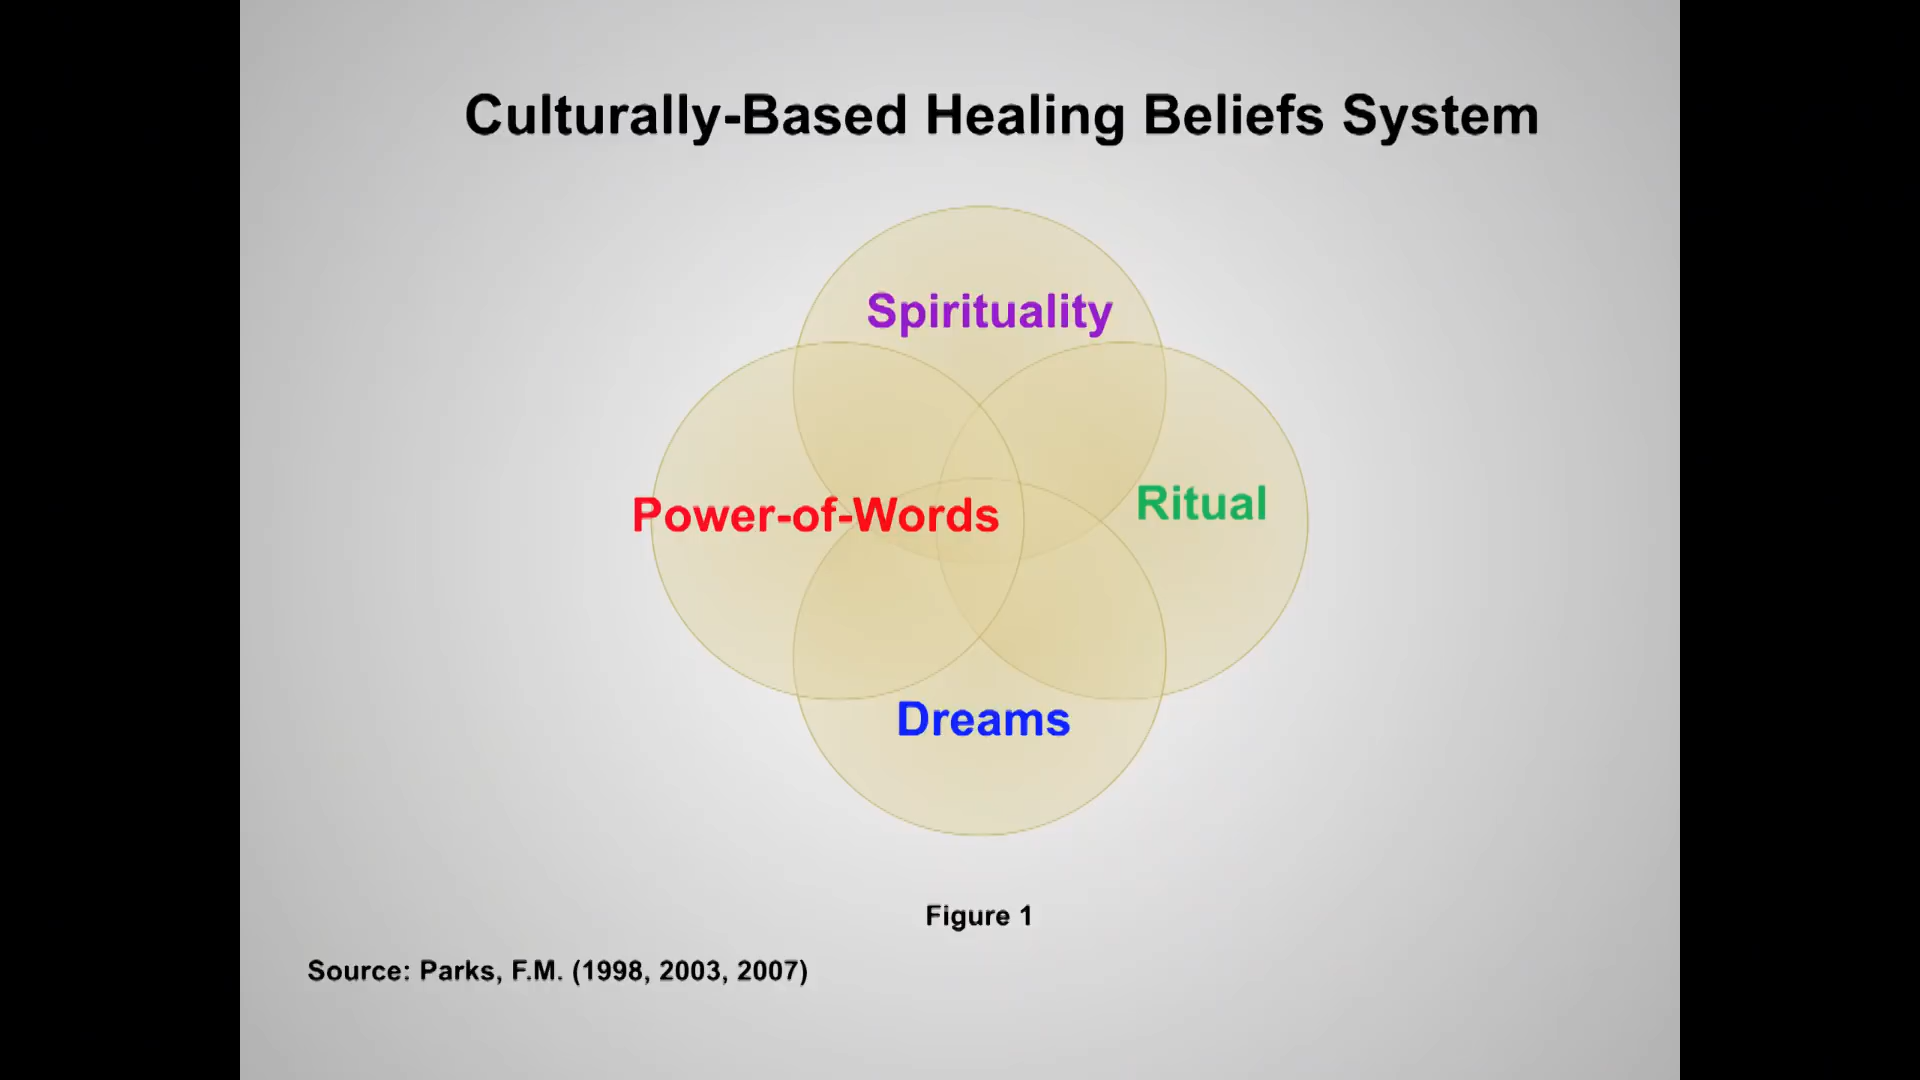 Culturally-Based Healing Beliefs System
Spirituality
Power-of-Words
Ritual
Dreams
Figure 1
Source: Parks, F.M. (1998, 2003, 2007)